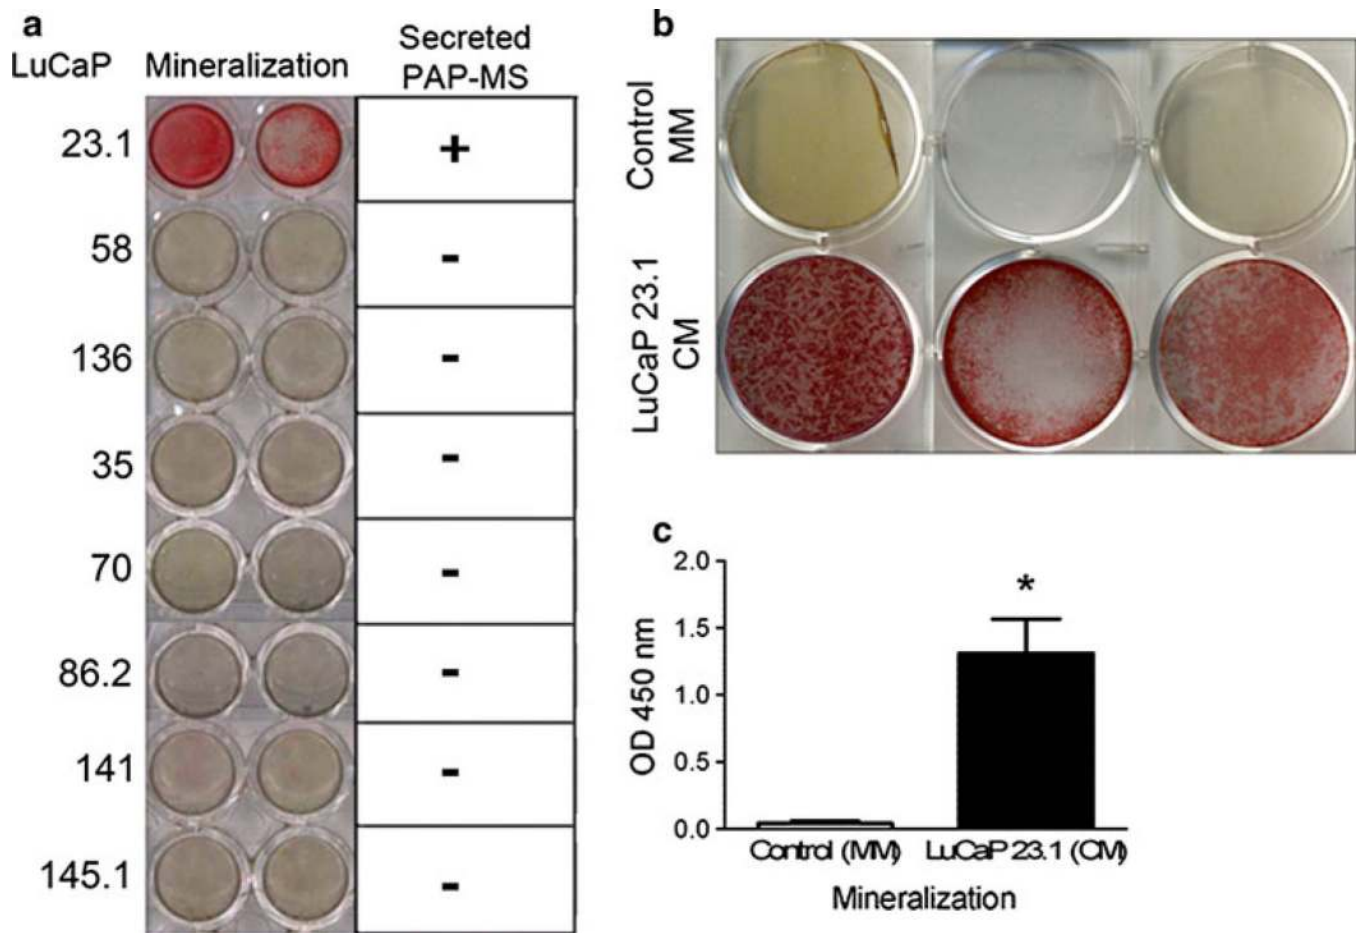 a
LuCaP
Mineralization
Secreted
PAP-MS
23.1
+
58
-
136
-
35
-
70
-
86.2
-
141
-
145.1
-
b
Control
MM
LuCaP 23.1
CM
c
OD 450 nm
2.0
1.5
1.0
0.5
0.0
*
Control (MM)
LuCaP 23.1 (CM)
Mineralization